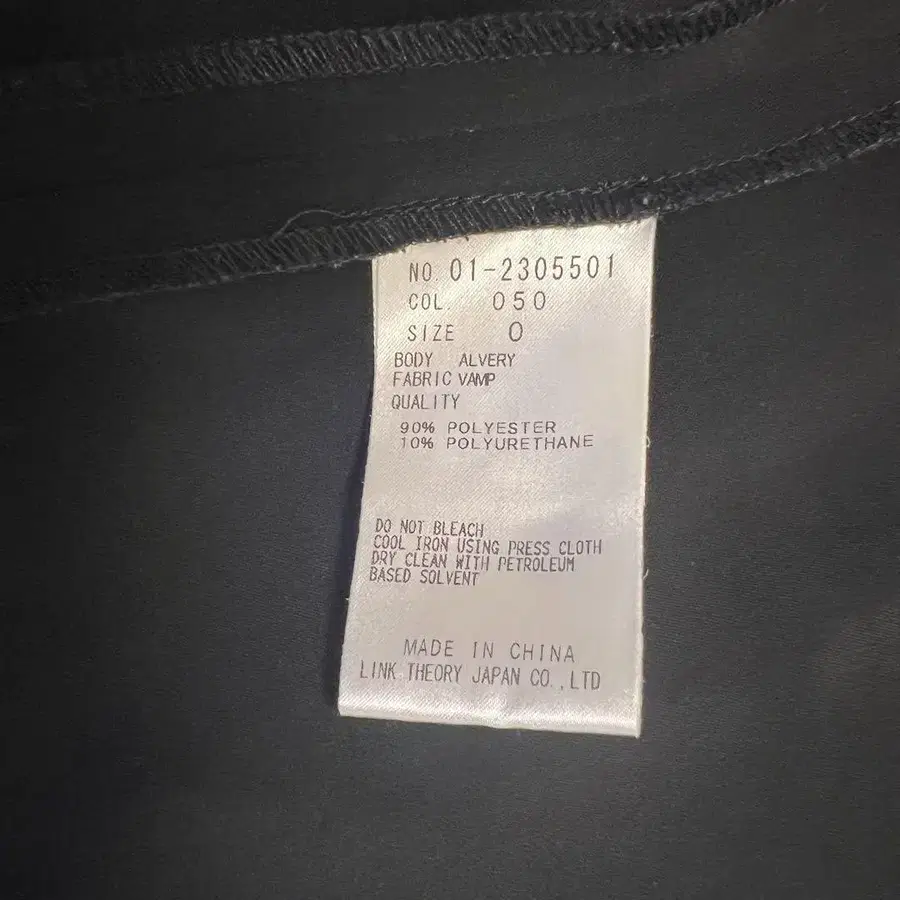 NO. 01-2305501
COL. 050
SIZE 0
BODY ALVERY
FABRIC VAMP
QUALITY
90% POLYESTER
10% POLYURETHANE
DO NOT BLEACH
COOL IRON USING PRESS CLOTH
DRY CLEAN WITH PETROLEUM
BASED SOLVENT
MADE IN CHINA
LINK THEORY JAPAN CO.,LTD